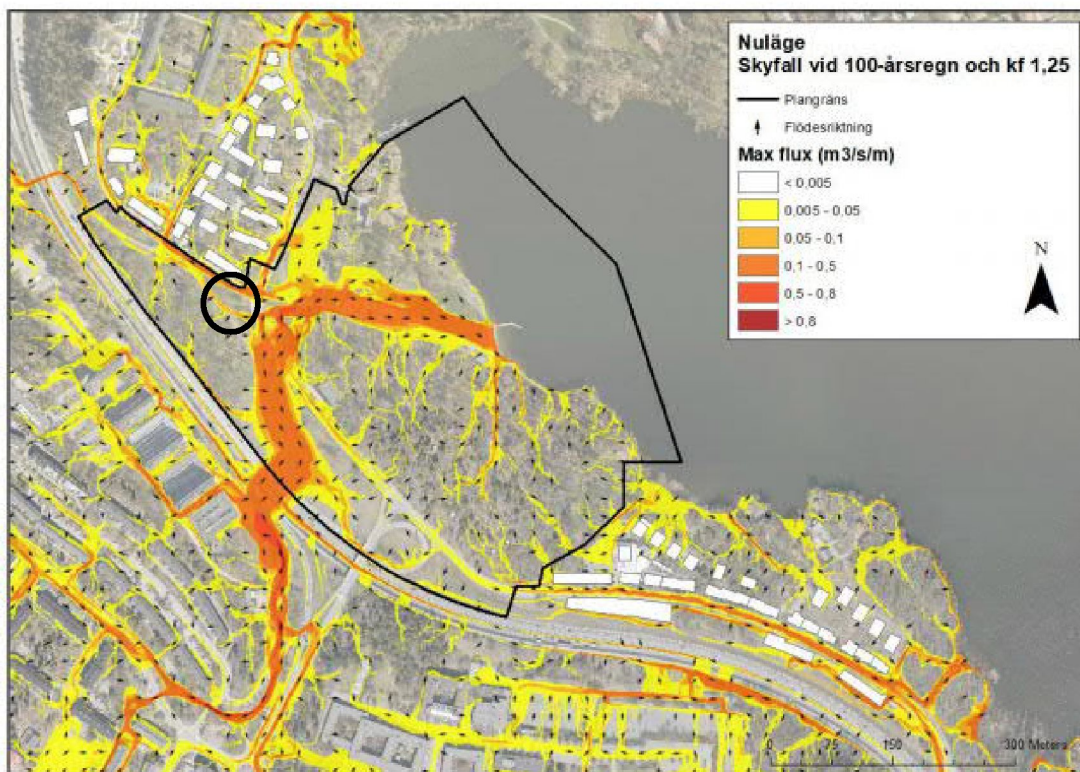 Nuläge
Skyfall vid 100-årsregn och kf 1,25
Plangräns
Flödesriktning
Max flux (m3/s/m)
< 0,005
0,005 - 0,05
0,05 - 0,1
0,1 - 0,5
0,5 - 0,8
> 0,8
N
0 75 150 300 Meters